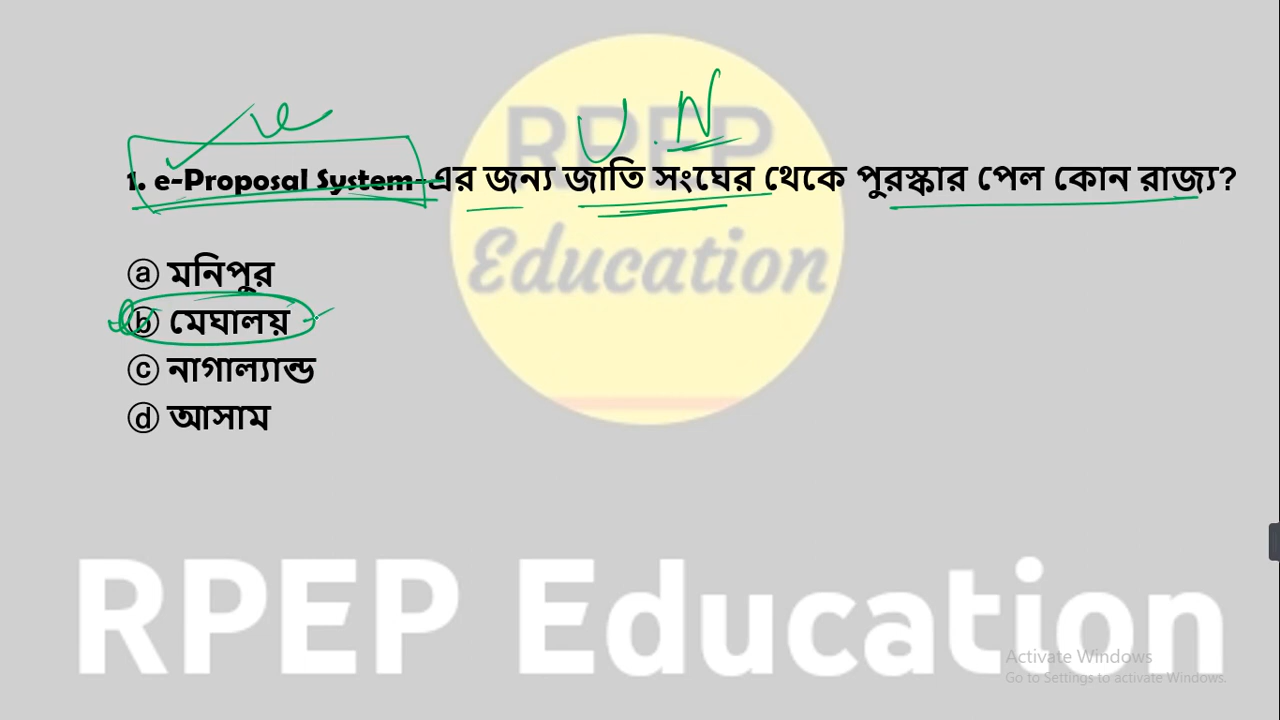 e
U.N
RPEP
1. e-Proposal System-এর জন্য জাতি সংঘের থেকে পুরস্কার পেল কোন রাজ্য?
Education
ⓐ মনিপুর
ⓑ মেঘালয়
ⓒ নাগাল্যান্ড
ⓓ আসাম
RPEP Education
Activate Windows
Go to Settings to activate Windows.